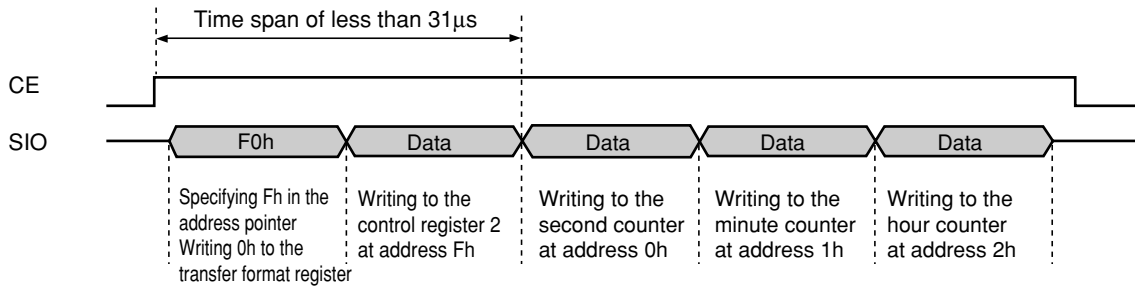 Time span of less than 31μs
CE
SIO
F0h
Data
Data
Data
Data
Specifying Fh in the
address pointer
Writing 0h to the
transfer format register
Writing to the
control register 2
at address Fh
Writing to the
second counter
at address 0h
Writing to the
minute counter
at address 1h
Writing to the
hour counter
at address 2h